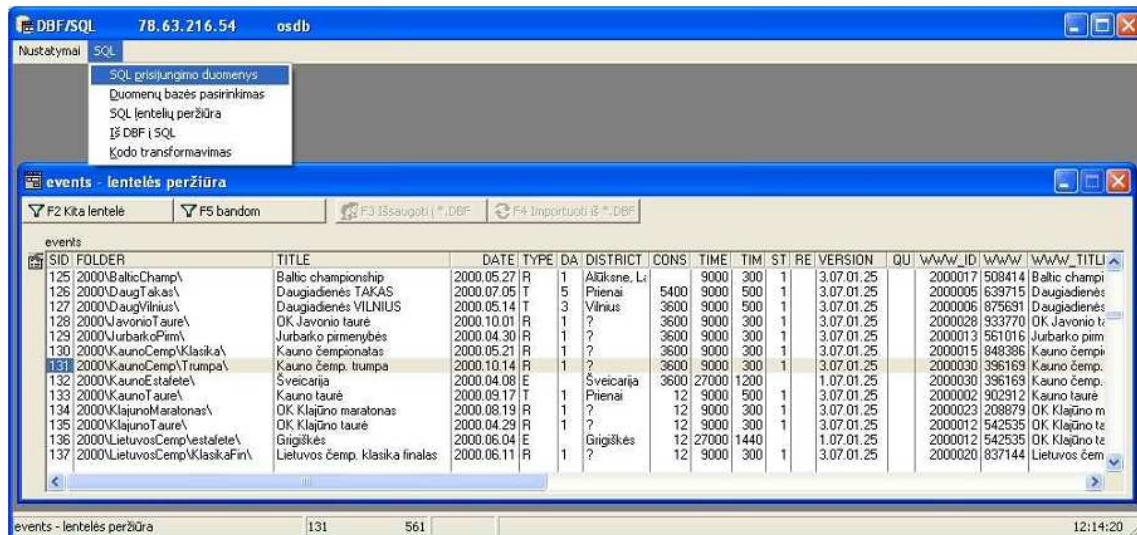 DBF/SQL 78.63.216.54 osdb
Nustatymai SQL
SQL prisijungimo duomenys
Duomenų bazės pasirinkimas
SQL lentelių peržiūra
Iš DBF į SQL
Kodo transformavimas
events - lentelės peržiūra
F2 Kita lentelė F5 bandom F3 Išsaugoti į *.DBF F4 Importuoti iš *.DBF
events
SID FOLDER TITLE DATE TYPE DA DISTRICT CONS TIME TIM ST RE VERSION QU WWW_ID WWW WWW_TITL
125 2000\BalticChamp\ Baltic championship 2000.05.27 R 1 Alūksne, La 9000 300 1 3.07.01.25 2000017 508414 Baltic champi
126 2000\DaugTakas\ Daugiadienės TAKAS 2000.07.05 T 5 Prienai 5400 9000 500 1 3.07.01.25 2000005 639715 Daugiadienės
127 2000\DaugVilnius\ Daugiadienės VILNIUS 2000.05.14 T 3 Vilnius 3600 9000 500 1 3.07.01.25 2000006 875691 Daugiadienės
128 2000\JavonioTaure\ OK Javonio taurė 2000.10.01 R 1 ? 3600 9000 300 1 3.07.01.25 2000028 933770 OK Javonio ta
129 2000\JurbarkoPirm\ Jurbarko pirmenybės 2000.04.30 R 1 ? 3600 9000 300 1 3.07.01.25 2000013 561016 Jurbarko pirm
130 2000\KaunoCemp\Klasika\ Kauno čempionatas 2000.05.21 R 1 ? 3600 9000 300 1 3.07.01.25 2000015 848386 Kauno čempi
131 2000\KaunoCemp\Trumpa\ Kauno čemp. trumpa 2000.10.14 R 1 ? 3600 9000 300 1 3.07.01.25 2000030 396169 Kauno čemp.
132 2000\KaunoEstafete\ Šveicarija 2000.04.08 E Šveicarija 3600 27000 1200 1.07.01.25 2000030 396169 Kauno čemp.
133 2000\KaunoTaure\ Kauno taurė 2000.09.17 T 1 Prienai 12 9000 500 1 3.07.01.25 2000002 902912 Kauno taurė
134 2000\KlajunoMaratonas\ OK Klajūno maratonas 2000.08.19 R 1 ? 12 9000 300 1 3.07.01.25 2000023 208879 OK Klajūno m
135 2000\KlajunoTaure\ OK Klajūno taurė 2000.04.29 R 1 ? 12 9000 300 1 3.07.01.25 2000012 542535 OK Klajūno ta
136 2000\LietuvosCemp\estafete\ Grigiškės 2000.06.04 E Grigiškės 12 27000 1440 1.07.01.25 2000012 542535 OK Klajūno ta
137 2000\LietuvosCemp\KlasikaFin\ Lietuvos čemp. klasika finalas 2000.06.11 R 1 ? 12 9000 300 1 3.07.01.25 2000020 837144 Lietuvos čem
events - lentelės peržiūra 131 561 12:14:20